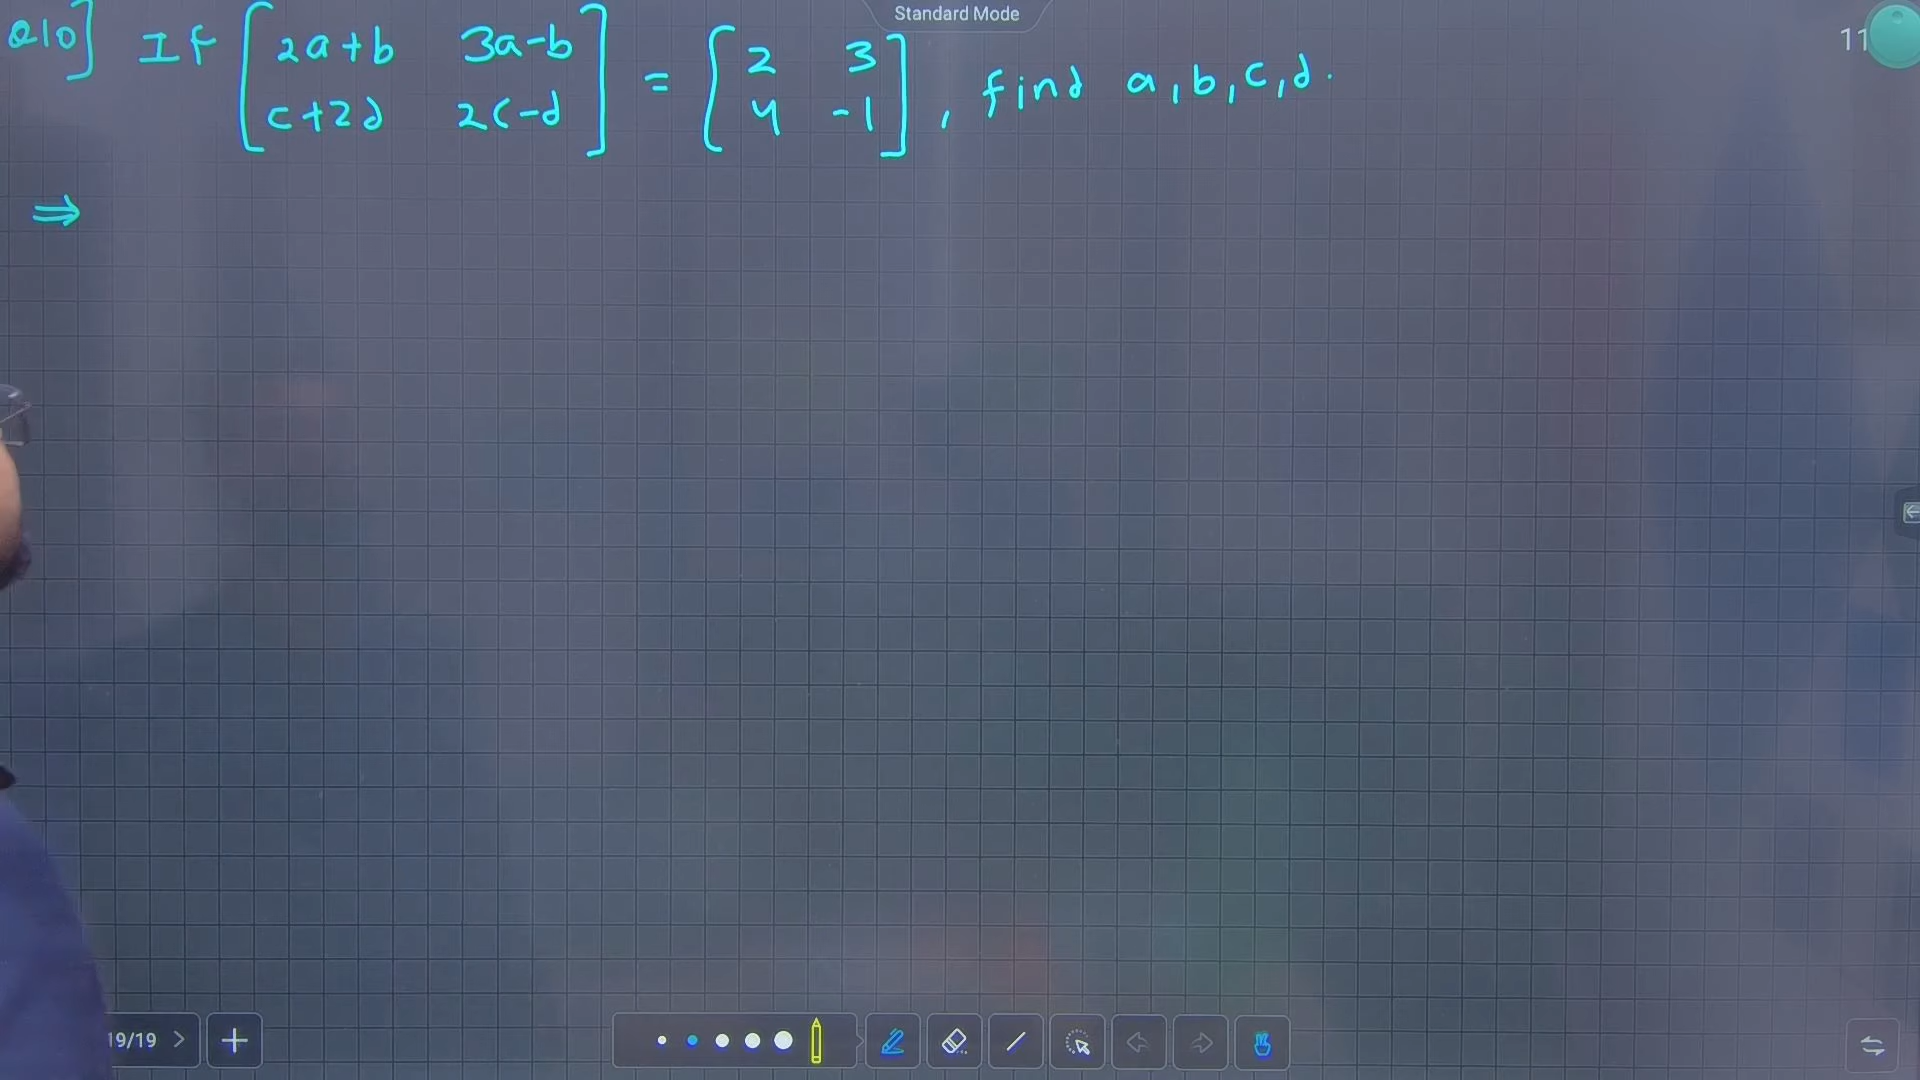 Standard Mode
11
Q10] If [2a+b 3a-b
c+2d 2c-d] = [2 3
4 -1], find a, b, c, d.
⇒
19/19